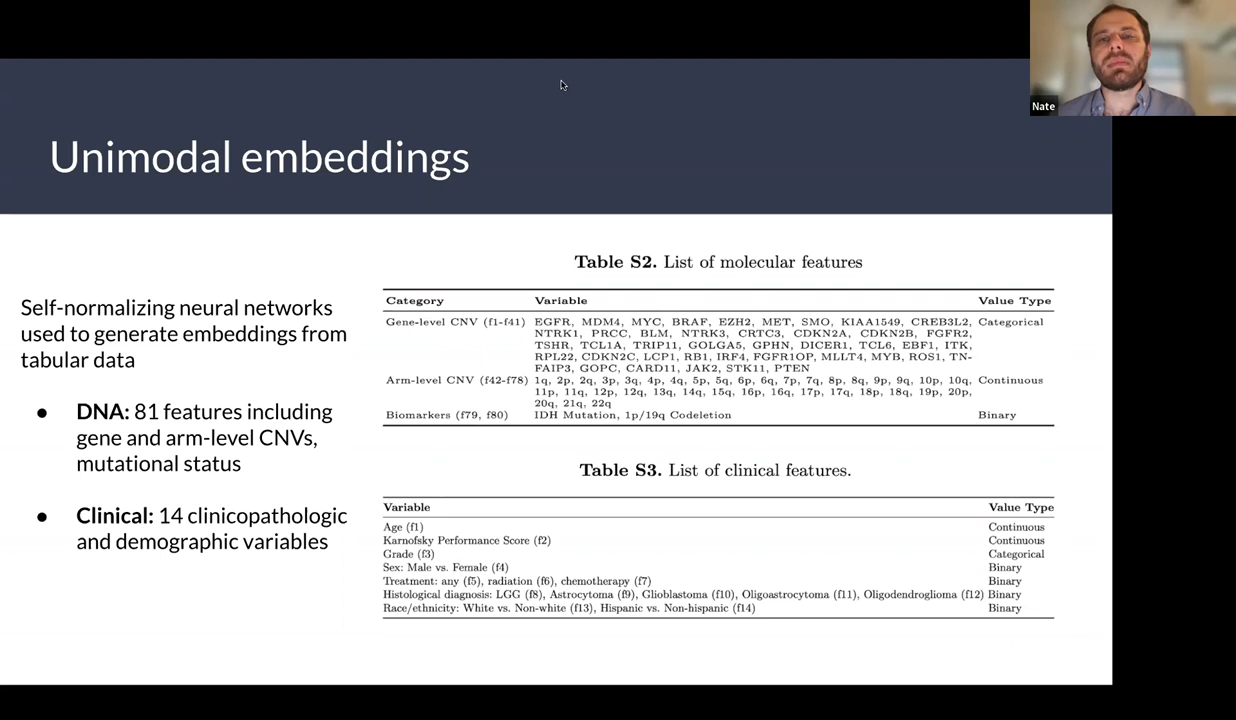 Nate
Unimodal embeddings
Self-normalizing neural networks
used to generate embeddings from
tabular data
● DNA: 81 features including
gene and arm-level CNVs,
mutational status
● Clinical: 14 clinicopathologic
and demographic variables
Table S2. List of molecular features
Category Variable Value Type
Gene-level CNV (f1-f41) EGFR, MDM4, MYC, BRAF, EZH2, MET, SMO, KIAA1549, CREB3L2, Categorical
NTRK1, PRCC, BLM, NTRK3, CRTC3, CDKN2A, CDKN2B, FGFR2,
TSHR, TCL1A, TRIP11, GOLGA5, GPHN, DICER1, TCL6, EBF1, ITK,
RPL22, CDKN2C, LCP1, RB1, IRF4, FGFR1OP, MLLT4, MYB, ROS1, TN-
FAIP3, GOPC, CARD11, JAK2, STK11, PTEN
Arm-level CNV (f42-f78) 1q, 2p, 2q, 3p, 3q, 4p, 4q, 5p, 5q, 6p, 6q, 7p, 7q, 8p, 8q, 9p, 9q, 10p, 10q, Continuous
11p, 11q, 12p, 12q, 13q, 14q, 15q, 16p, 16q, 17p, 17q, 18p, 18q, 19p, 20p,
20q, 21q, 22q
Biomarkers (f79, f80) IDH Mutation, 1p/19q Codeletion Binary
Table S3. List of clinical features.
Variable Value Type
Age (f1) Continuous
Karnofsky Performance Score (f2) Continuous
Grade (f3) Categorical
Sex: Male vs. Female (f4) Binary
Treatment: any (f5), radiation (f6), chemotherapy (f7) Binary
Histological diagnosis: LGG (f8), Astrocytoma (f9), Glioblastoma (f10), Oligoastrocytoma (f11), Oligodendroglioma (f12) Binary
Race/ethnicity: White vs. Non-white (f13), Hispanic vs. Non-hispanic (f14) Binary